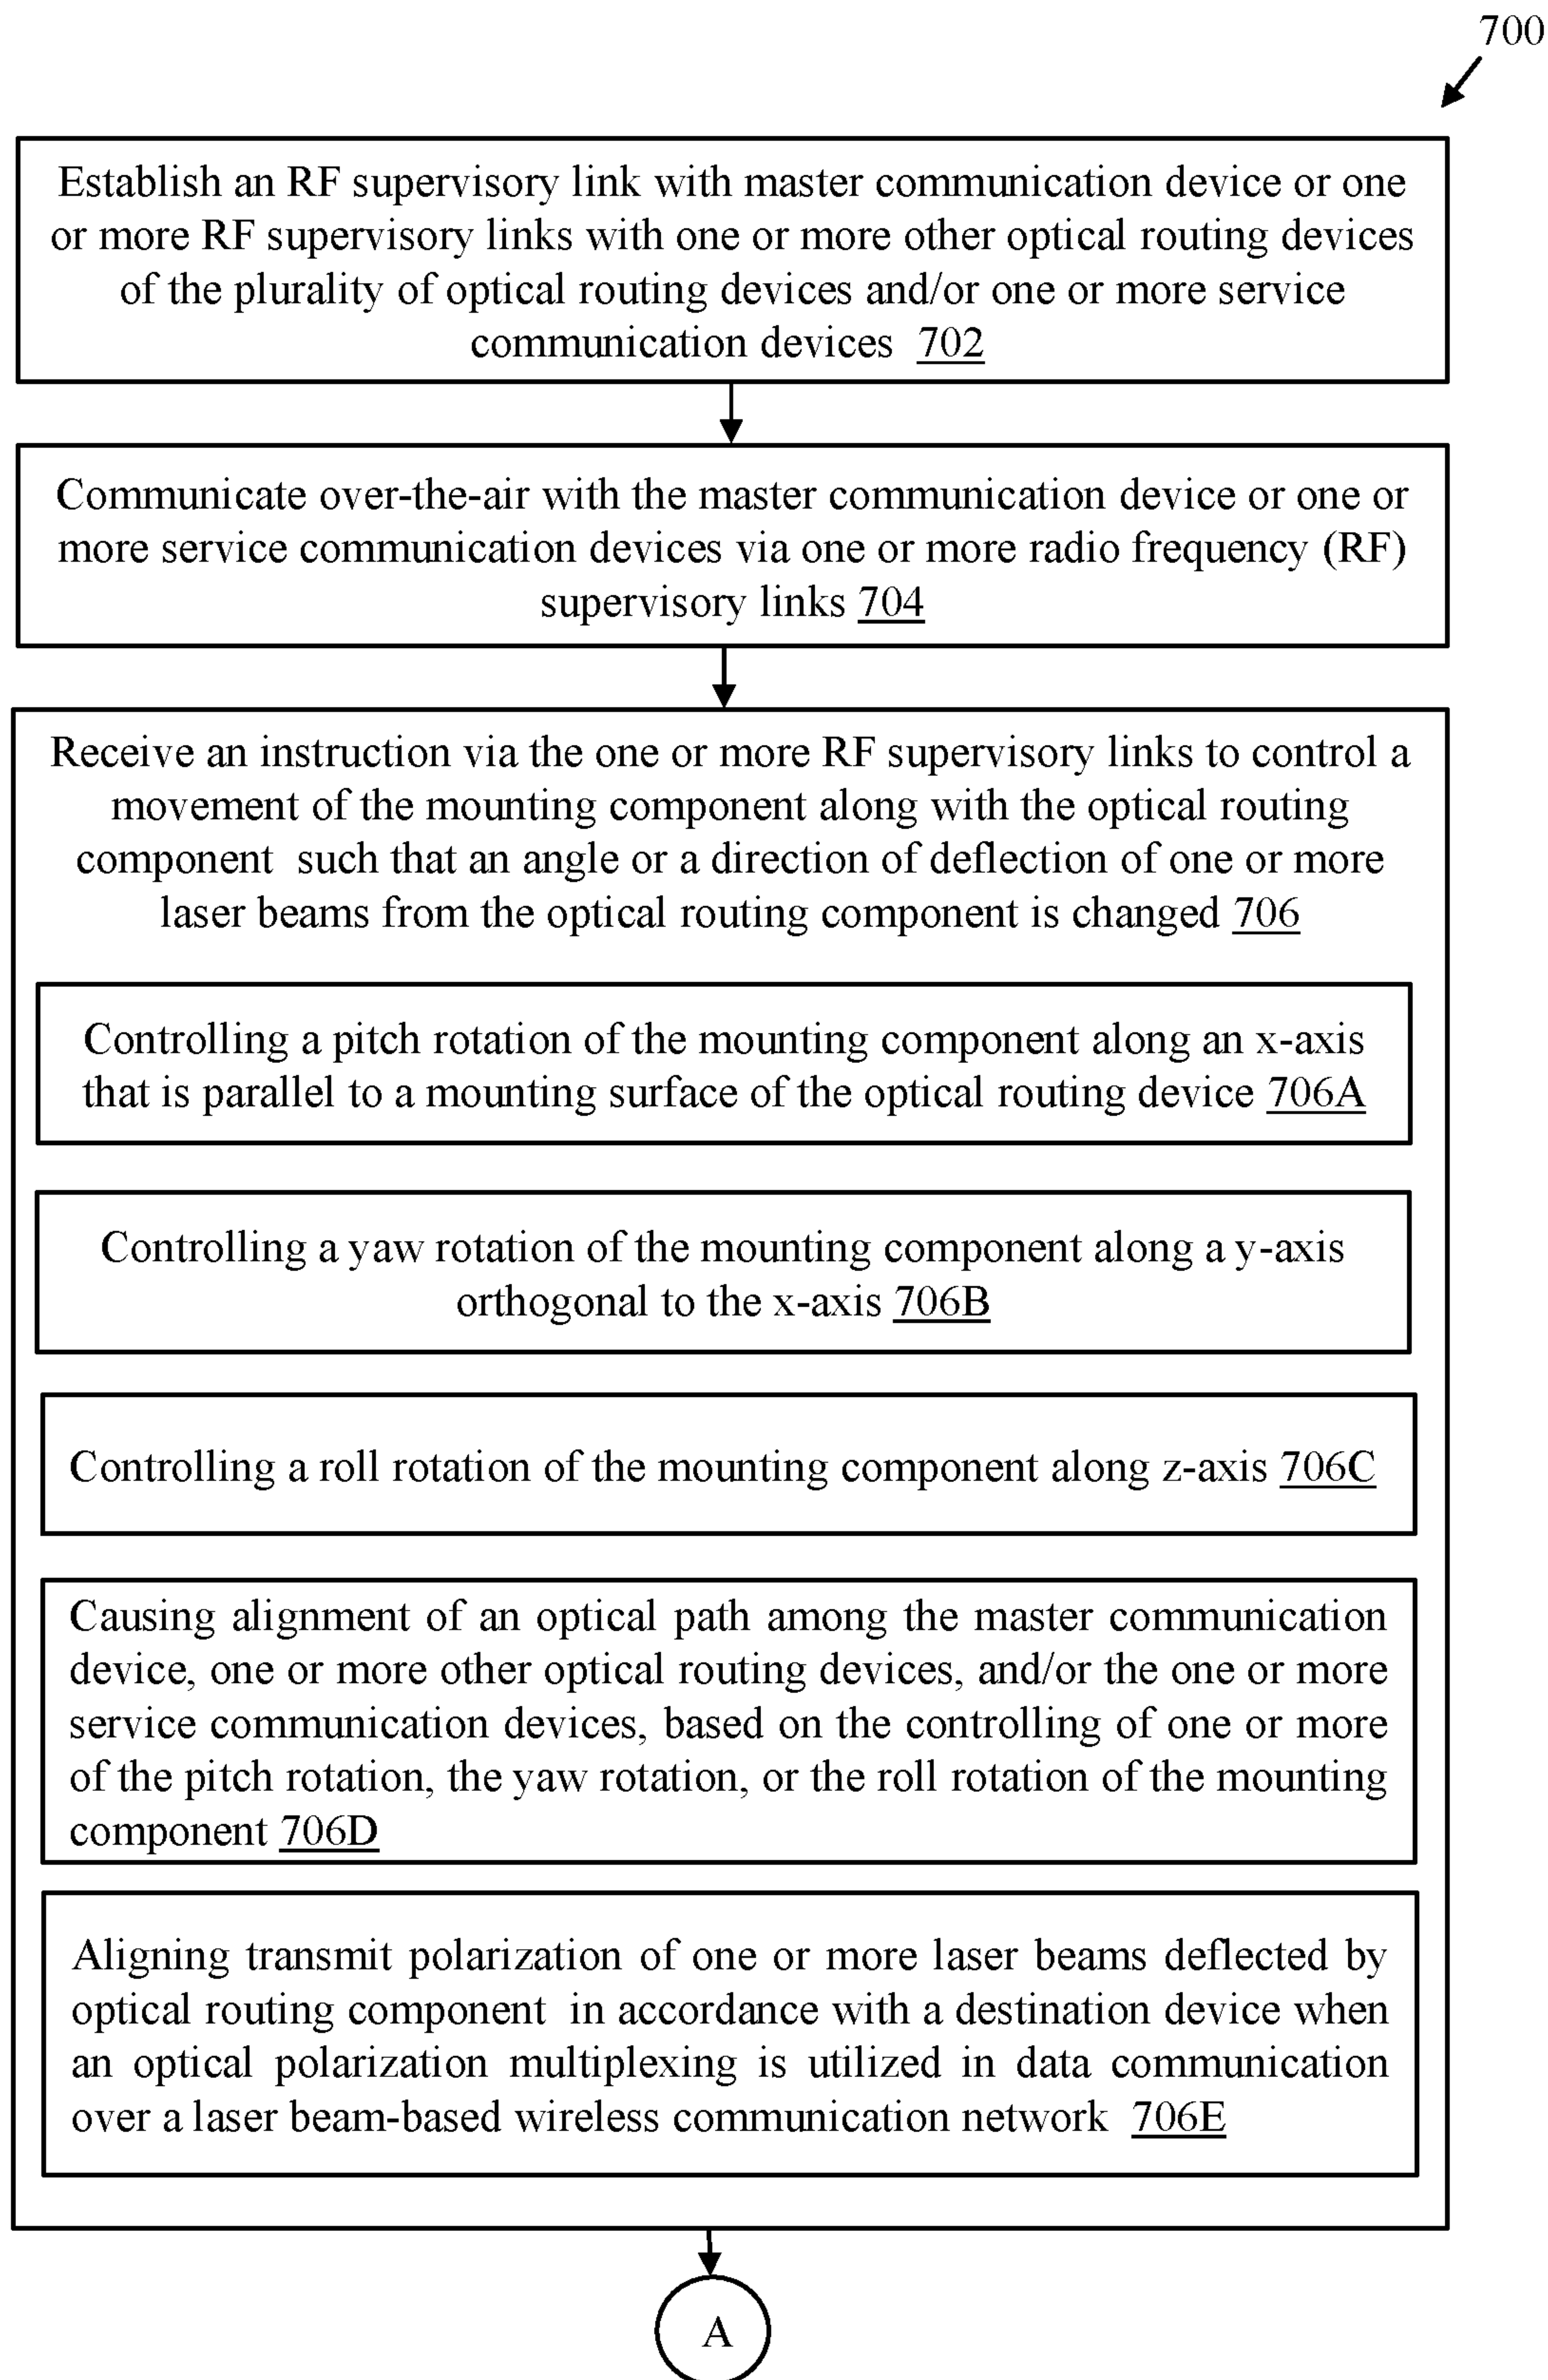 700
Establish an RF supervisory link with master communication device or one
or more RF supervisory links with one or more other optical routing devices
of the plurality of optical routing devices and/or one or more service
communication devices 702
Communicate over-the-air with the master communication device or one or
more service communication devices via one or more radio frequency (RF)
supervisory links 704
Receive an instruction via the one or more RF supervisory links to control a
movement of the mounting component along with the optical routing
component such that an angle or a direction of deflection of one or more
laser beams from the optical routing component is changed 706
Controlling a pitch rotation of the mounting component along an x-axis
that is parallel to a mounting surface of the optical routing device 706A
Controlling a yaw rotation of the mounting component along a y-axis
orthogonal to the x-axis 706B
Controlling a roll rotation of the mounting component along z-axis 706C
Causing alignment of an optical path among the master communication
device, one or more other optical routing devices, and/or the one or more
service communication devices, based on the controlling of one or more
of the pitch rotation, the yaw rotation, or the roll rotation of the mounting
component 706D
Aligning transmit polarization of one or more laser beams deflected by
optical routing component in accordance with a destination device when
an optical polarization multiplexing is utilized in data communication
over a laser beam-based wireless communication network 706E
A